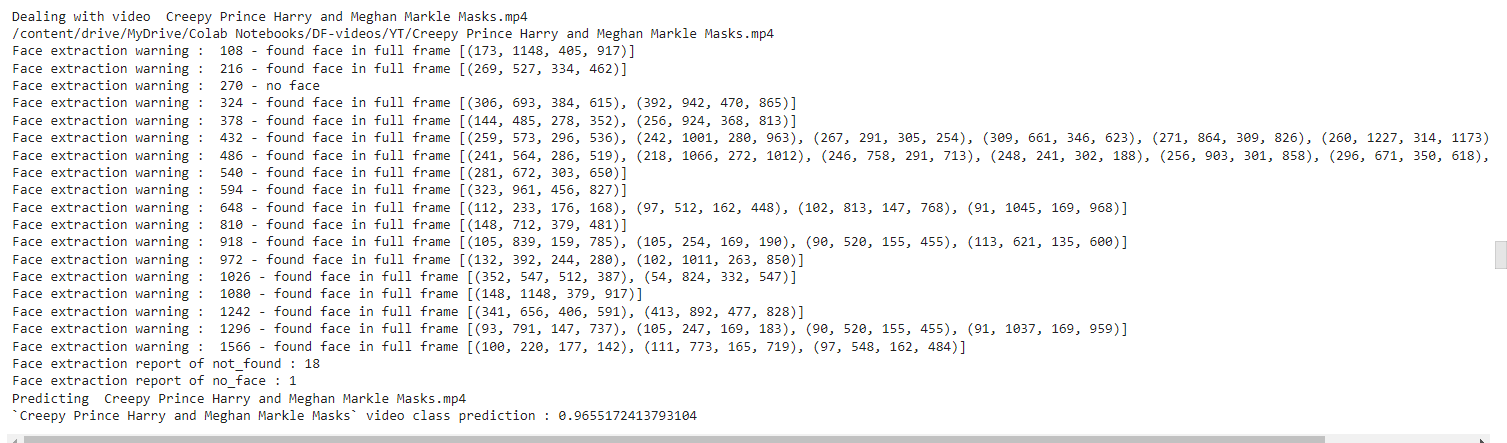 Dealing with video  Creepy Prince Harry and Meghan Markle Masks.mp4
/content/drive/MyDrive/Colab Notebooks/DF-videos/YT/Creepy Prince Harry and Meghan Markle Masks.mp4
Face extraction warning :  108 - found face in full frame [(173, 1148, 405, 917)]
Face extraction warning :  216 - found face in full frame [(269, 527, 334, 462)]
Face extraction warning :  270 - no face
Face extraction warning :  324 - found face in full frame [(306, 693, 384, 615), (392, 942, 470, 865)]
Face extraction warning :  378 - found face in full frame [(144, 485, 278, 352), (256, 924, 368, 813)]
Face extraction warning :  432 - found face in full frame [(259, 573, 296, 536), (242, 1001, 280, 963), (267, 291, 305, 254), (309, 661, 346, 623), (271, 864, 309, 826), (260, 1227, 314, 1173)
Face extraction warning :  486 - found face in full frame [(241, 564, 286, 519), (218, 1066, 272, 1012), (246, 758, 291, 713), (248, 241, 302, 188), (256, 903, 301, 858), (296, 671, 350, 618),
Face extraction warning :  540 - found face in full frame [(281, 672, 303, 650)]
Face extraction warning :  594 - found face in full frame [(323, 961, 456, 827)]
Face extraction warning :  648 - found face in full frame [(112, 233, 176, 168), (97, 512, 162, 448), (102, 813, 147, 768), (91, 1045, 169, 968)]
Face extraction warning :  810 - found face in full frame [(148, 712, 379, 481)]
Face extraction warning :  918 - found face in full frame [(105, 839, 159, 785), (105, 254, 169, 190), (90, 520, 155, 455), (113, 621, 135, 600)]
Face extraction warning :  972 - found face in full frame [(132, 392, 244, 280), (102, 1011, 263, 850)]
Face extraction warning :  1026 - found face in full frame [(352, 547, 512, 387), (54, 824, 332, 547)]
Face extraction warning :  1080 - found face in full frame [(148, 1148, 379, 917)]
Face extraction warning :  1242 - found face in full frame [(341, 656, 406, 591), (413, 892, 477, 828)]
Face extraction warning :  1296 - found face in full frame [(93, 791, 147, 737), (105, 247, 169, 183), (90, 520, 155, 455), (91, 1037, 169, 959)]
Face extraction warning :  1566 - found face in full frame [(100, 220, 177, 142), (111, 773, 165, 719), (97, 548, 162, 484)]
Face extraction report of not_found : 18
Face extraction report of no_face : 1
Predicting  Creepy Prince Harry and Meghan Markle Masks.mp4
`Creepy Prince Harry and Meghan Markle Masks` video class prediction : 0.9655172413793104